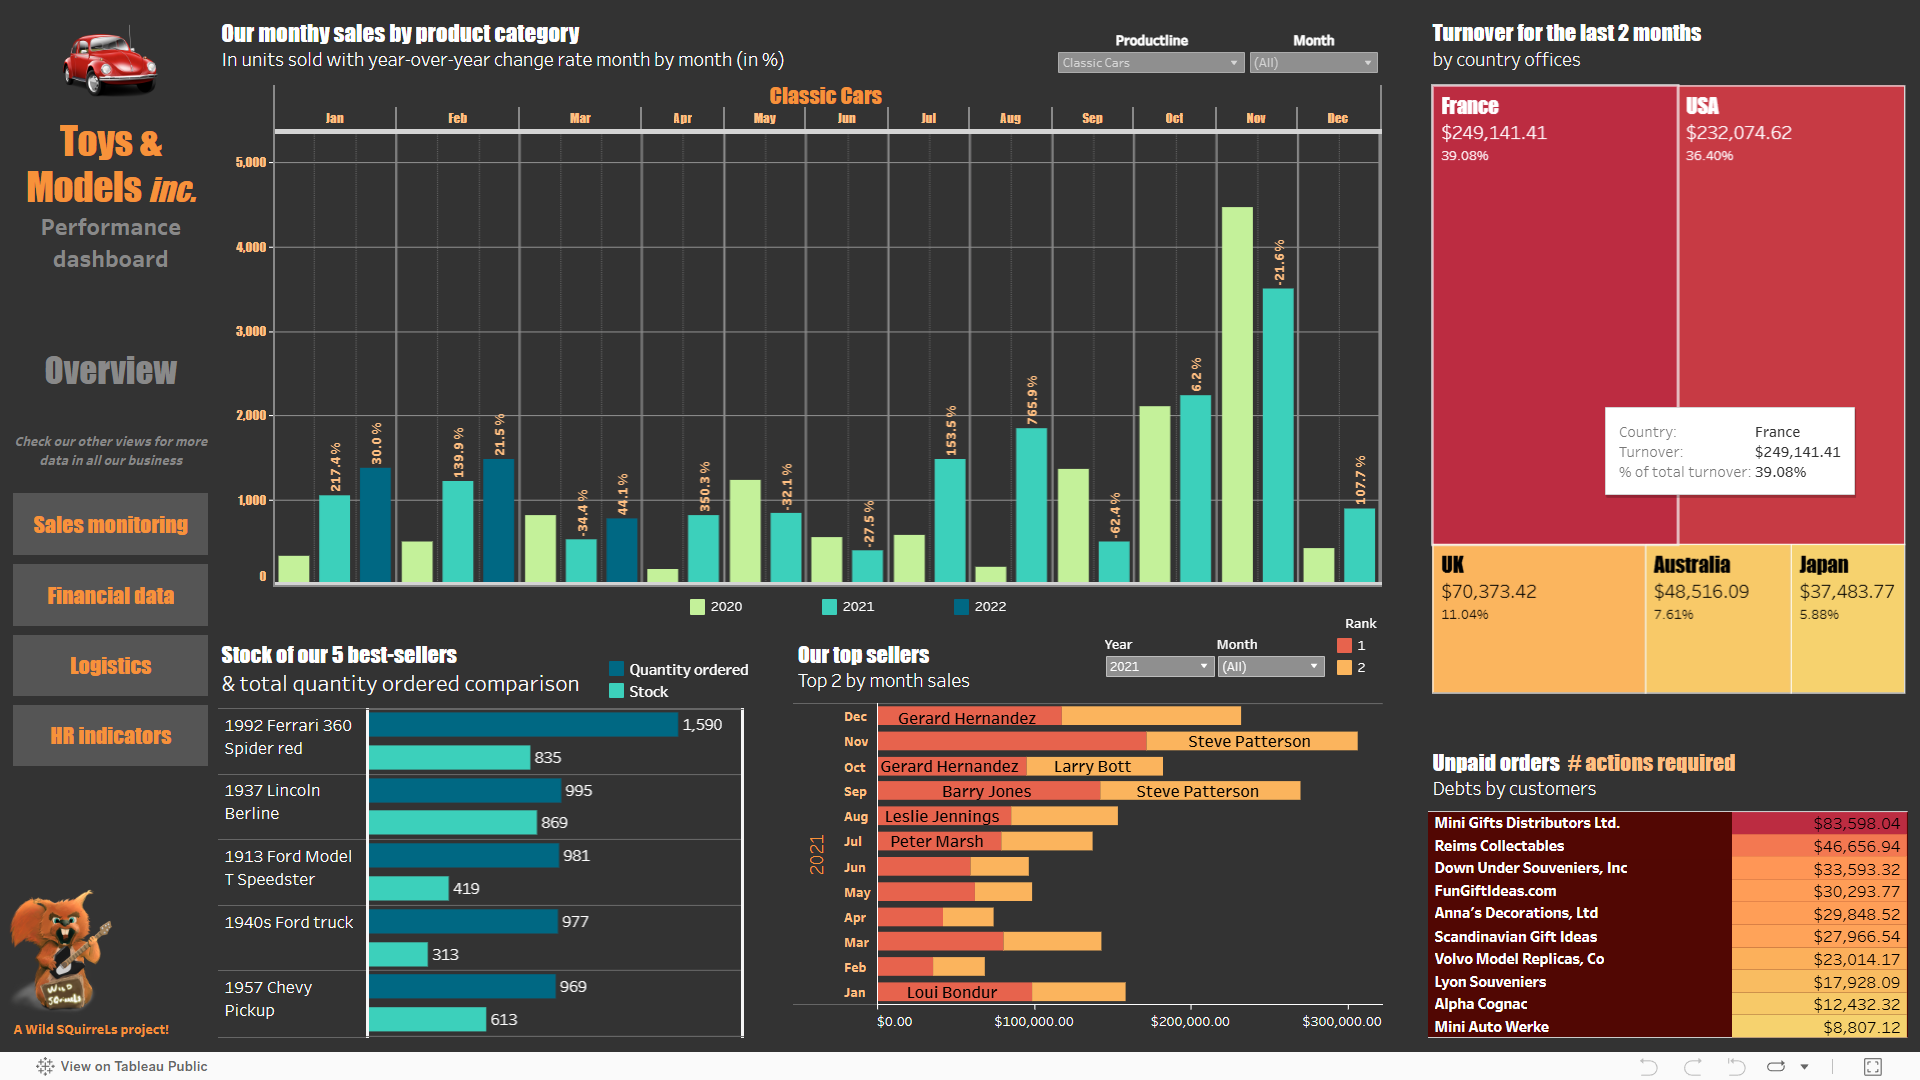 Toys &
Models inc.
Performance
dashboard
Overview
Check our other views for more
data in all our business
Sales monitoring
Financial data
Logistics
HR indicators
WILD
SQuirreLs
A Wild SQuirreLs project!
Our monthy sales by product category
In units sold with year-over-year change rate month by month (in %)
Productline
Month
Classic Cars
(All)
Classic Cars
Jan
Feb
Mar
Apr
May
Jun
Jul
Aug
Sep
Oct
Nov
Dec
5,000
4,000
3,000
2,000
1,000
0
217.4 %
30.0 %
139.9 %
21.5 %
-34.4 %
44.1 %
350.3 %
-32.1 %
-27.5 %
153.5 %
765.9 %
-62.4 %
6.2 %
-21.6 %
107.7 %
2020
2021
2022
Stock of our 5 best-sellers
& total quantity ordered comparison
Quantity ordered
Stock
1992 Ferrari 360
Spider red
1,590
835
1937 Lincoln
Berline
995
869
1913 Ford Model
T Speedster
981
419
1940s Ford truck
977
313
1957 Chevy
Pickup
969
613
Our top sellers
Top 2 by month sales
Year
Month
2021
(All)
Rank
1
2
2021
Dec
Gerard Hernandez
Nov
Steve Patterson
Oct
Gerard Hernandez
Larry Bott
Sep
Barry Jones
Steve Patterson
Aug
Leslie Jennings
Jul
Peter Marsh
Jun
May
Apr
Mar
Feb
Jan
Loui Bondur
$0.00
$100,000.00
$200,000.00
$300,000.00
Turnover for the last 2 months
by country offices
France
$249,141.41
39.08%
USA
$232,074.62
36.40%
Country: France
Turnover: $249,141.41
% of total turnover: 39.08%
UK
$70,373.42
11.04%
Australia
$48,516.09
7.61%
Japan
$37,483.77
5.88%
Unpaid orders # actions required
Debts by customers
Mini Gifts Distributors Ltd. $83,598.04
Reims Collectables $46,656.94
Down Under Souveniers, Inc $33,593.32
FunGiftIdeas.com $30,293.77
Anna's Decorations, Ltd $29,848.52
Scandinavian Gift Ideas $27,966.54
Volvo Model Replicas, Co $23,014.17
Lyon Souveniers $17,928.09
Alpha Cognac $12,432.32
Mini Auto Werke $8,807.12
View on Tableau Public